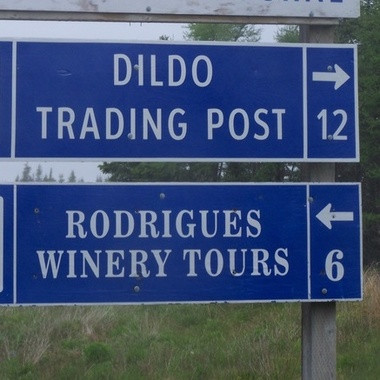 DILDO
TRADING POST
→
12
RODRIGUES
WINERY TOURS
←
6